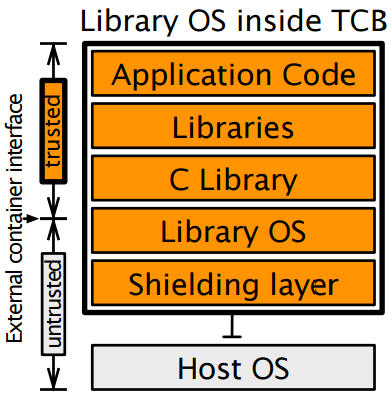 Library OS inside TCB
Application Code
Libraries
C Library
Library OS
Shielding layer
Host OS
External container interface
trusted
untrusted